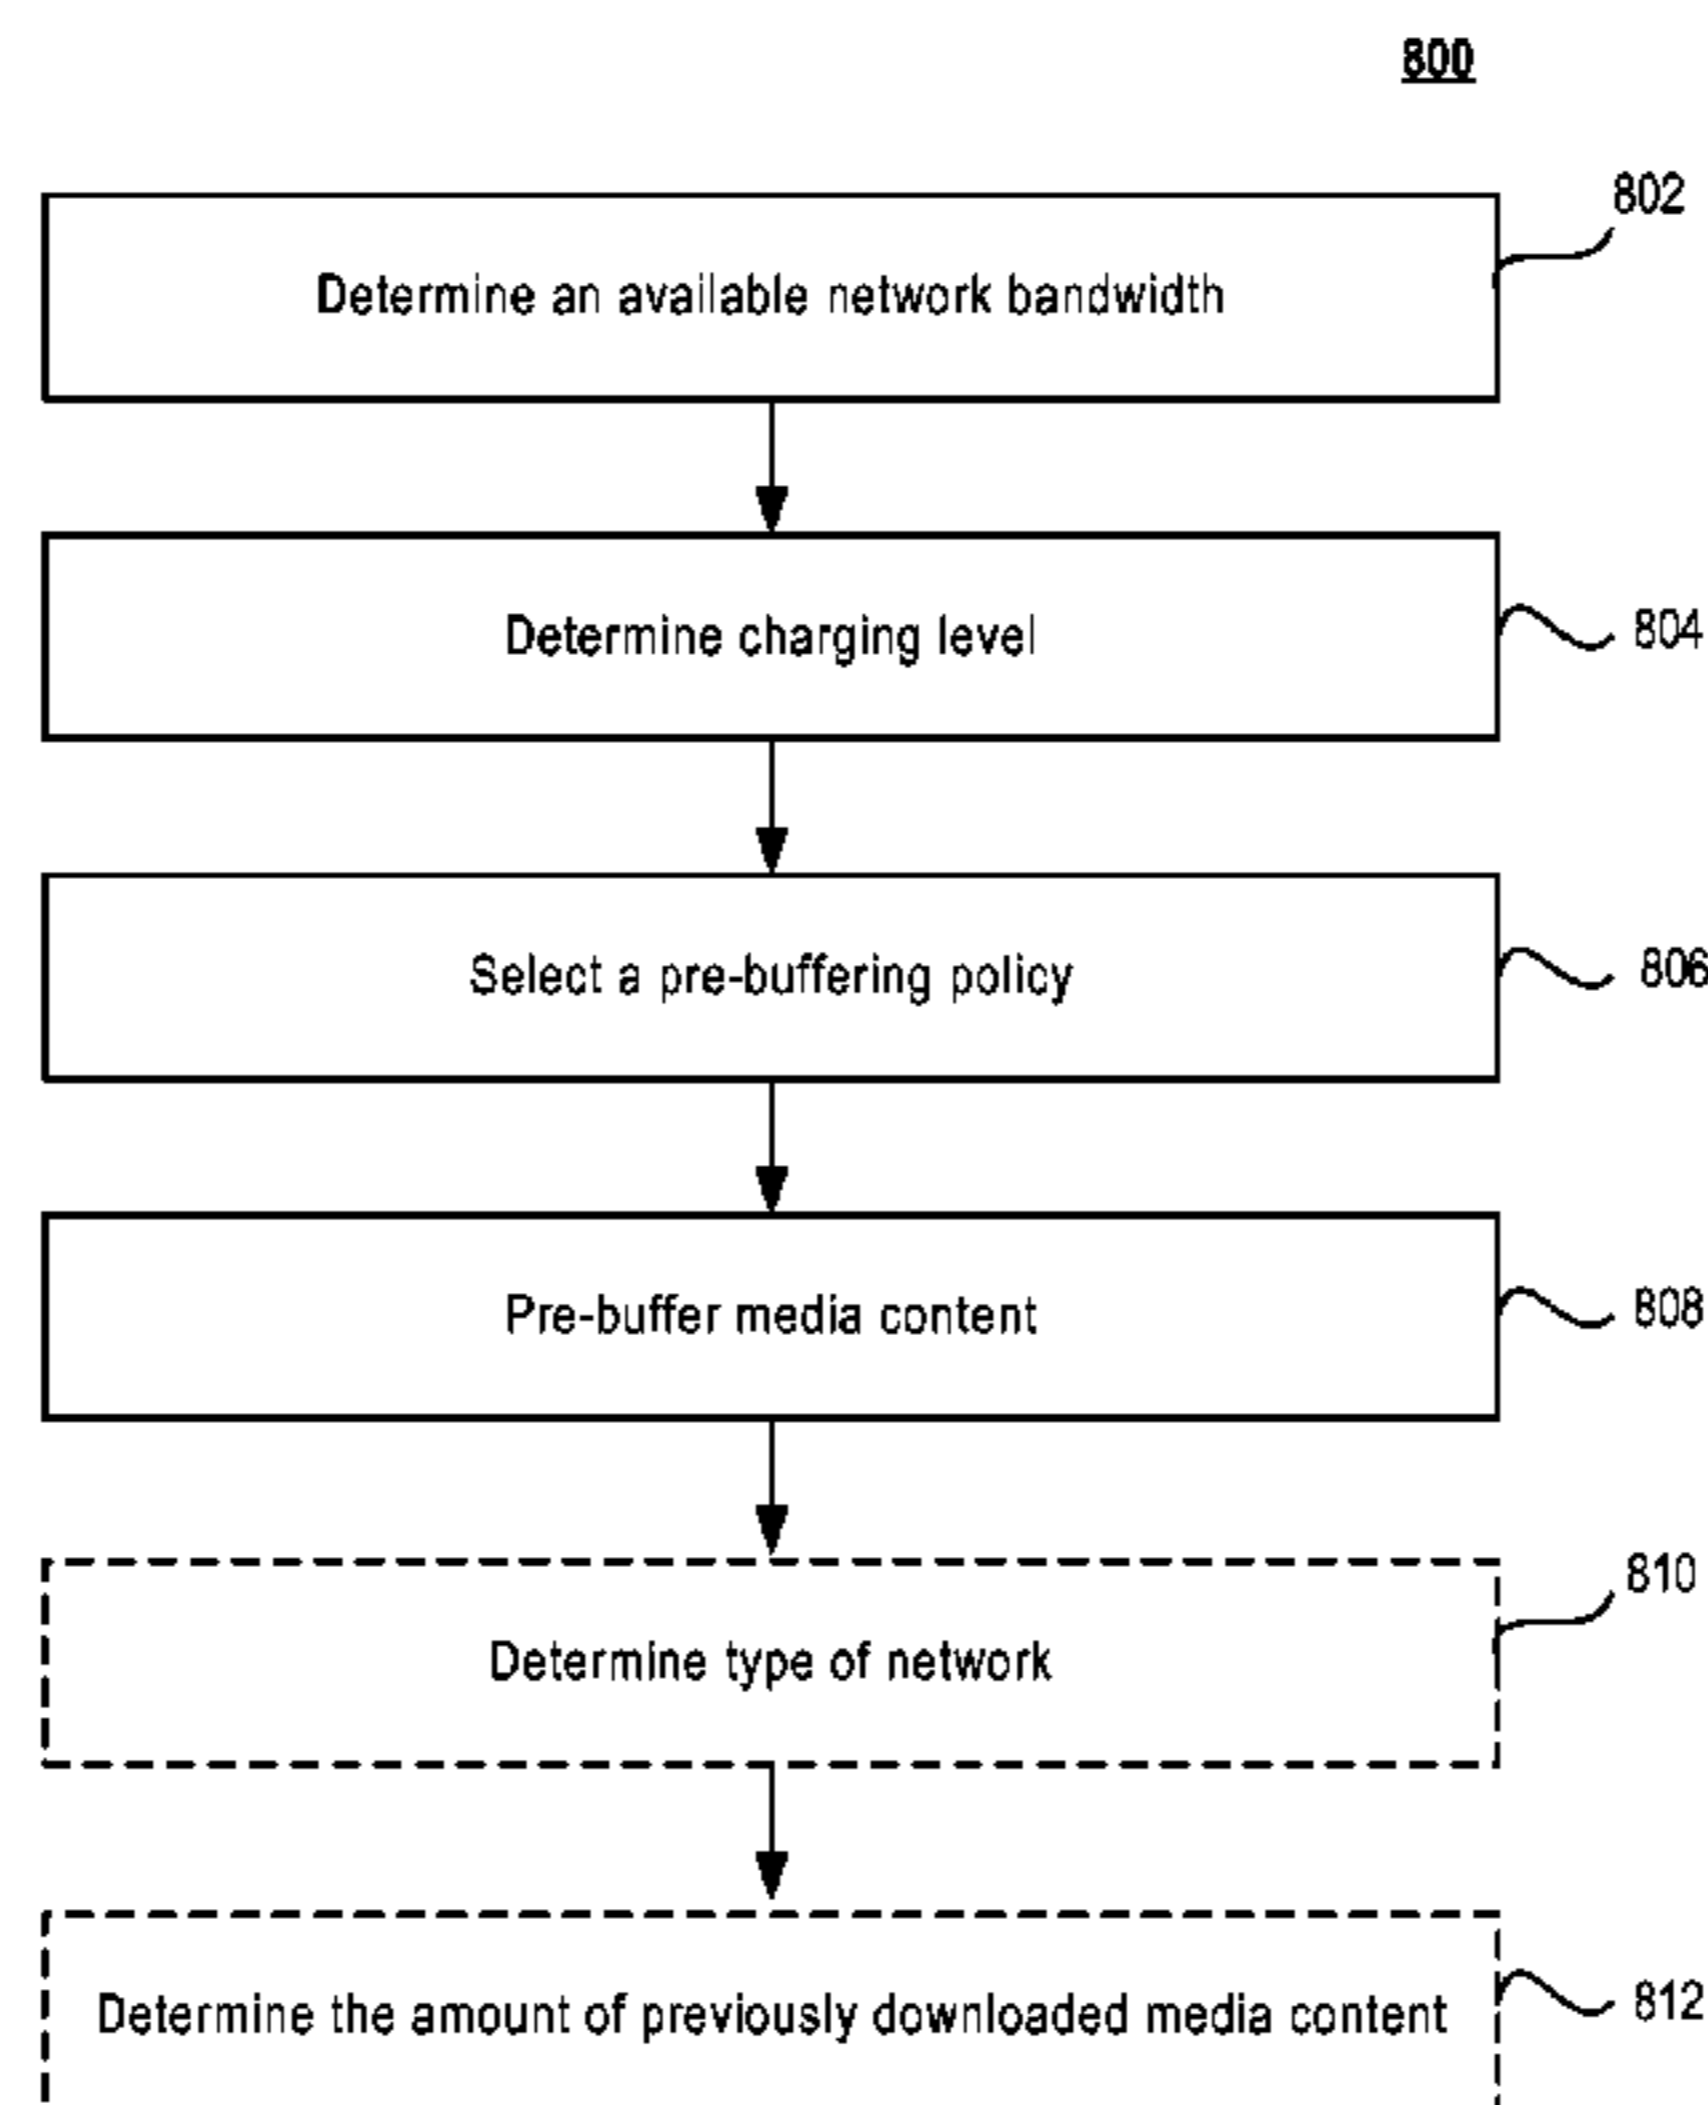 800
Determine an available network bandwidth
802
Determine charging level
804
Select a pre-buffering policy
806
Pre-buffer media content
808
Determine type of network
810
Determine the amount of previously downloaded media content
812